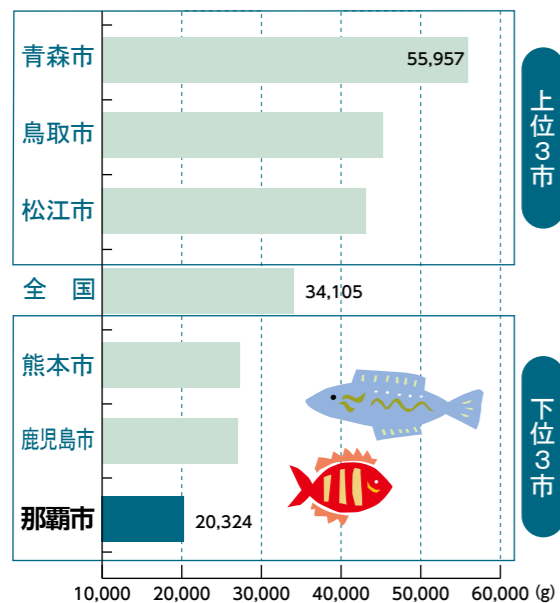 青森市
55,957
鳥取市
松江市
上位3市
全 国
34,105
熊本市
鹿児島市
那覇市
20,324
下位3市
10,000 20,000 30,000 40,000 50,000 60,000 (g)